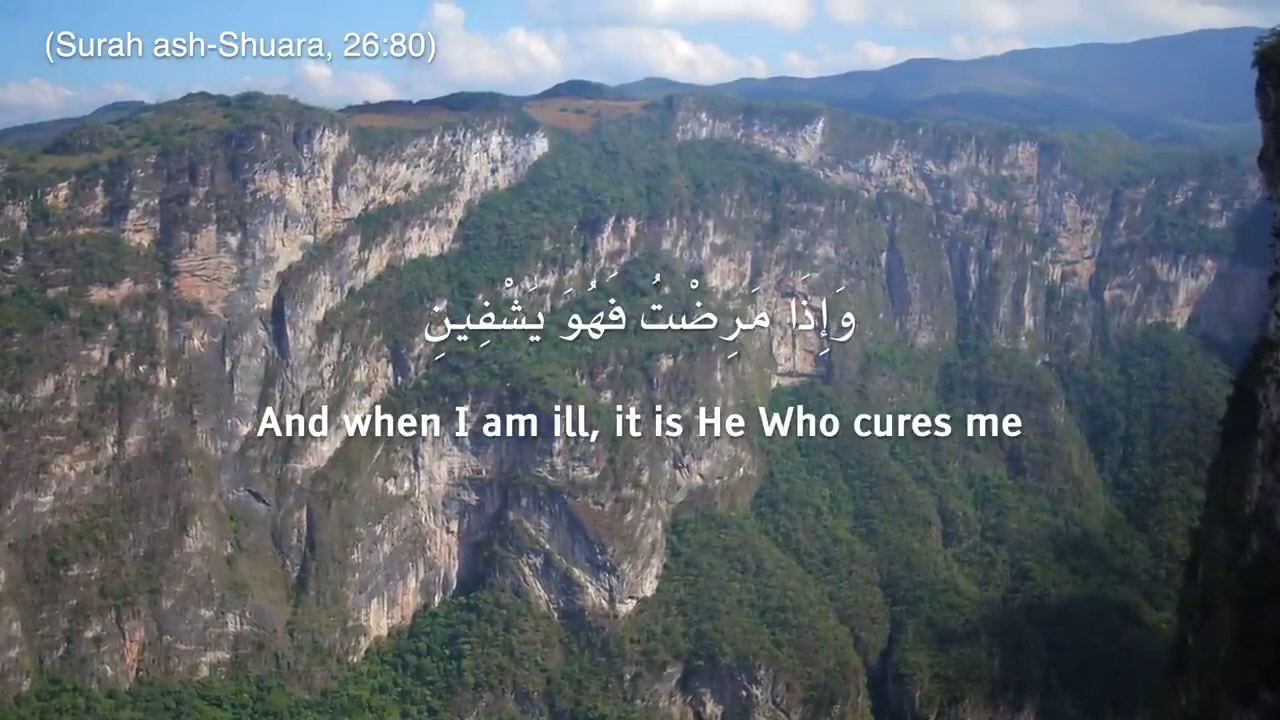 (Surah ash-Shuara, 26:80)
وَإِذَا مَرِضْتُ فَهُوَ يَشْفِينِ
And when I am ill, it is He Who cures me